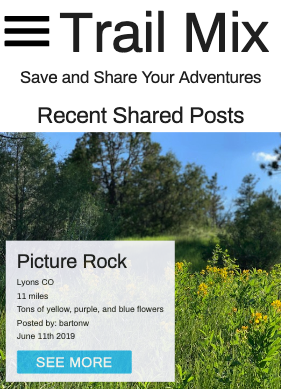 Trail Mix
Save and Share Your Adventures
Recent Shared Posts
Picture Rock
Lyons CO
11 miles
Tons of yellow, purple, and blue flowers
Posted by: bartonw
June 11th 2019
SEE MORE